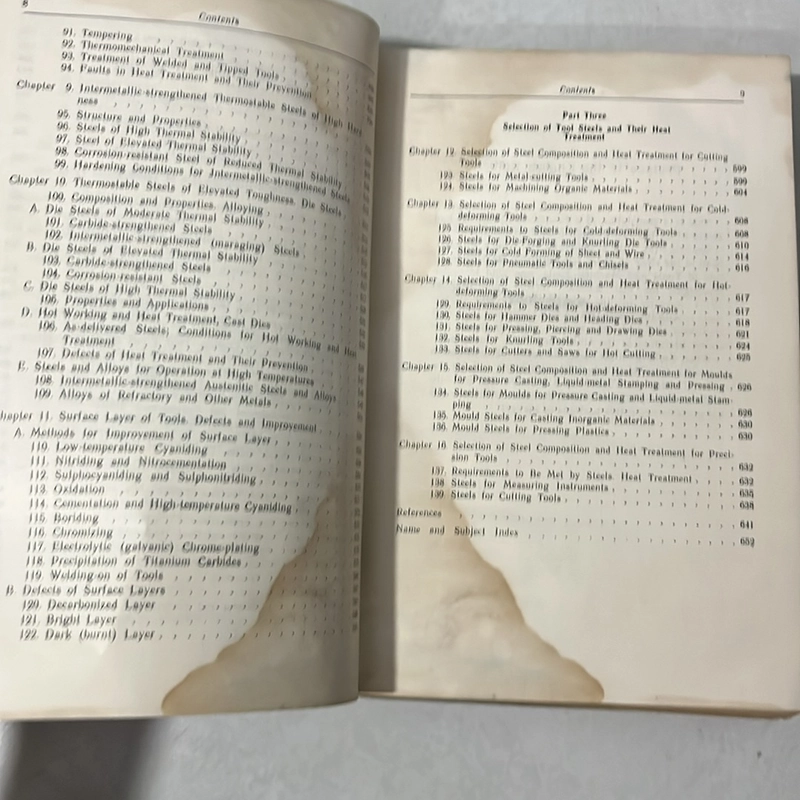 8
Contents
91. Tempering
92. Thermomechanical Treatment
93. Treatment of Welded and Tipped Tools
94. Faults in Heat Treatment and Their Prevention
Chapter 9. Intermetallic-strengthened Thermostable Steels of High Hard-
ness
95. Structure and Properties
96. Steels of High Thermal Stability
97. Steel of Elevated Thermal Stability
98. Corrosion-resistant Steel of Reduced Thermal Stability
99. Hardening Conditions for Intermetallic-strengthened Steels
Chapter 10. Thermostable Steels of Elevated Toughness. Die Steels
100. Composition and Properties. Alloying
A. Die Steels of Moderate Thermal Stability
101. Carbide-strengthened Steels
102. Intermetallic-strengthened (maraging) Steels
B. Die Steels of Elevated Thermal Stability
103. Carbide-strengthened Steels
104. Corrosion-resistant Steels
C. Die Steels of High Thermal Stability
105. Properties and Applications
D. Hot Working and Heat Treatment, Cast Dies
106. As-delivered Steels; Conditions for Hot Working and Heat
Treatment
107. Defects of Heat Treatment and Their Prevention
E. Steels and Alloys for Operation at High Temperatures
108. Intermetallic-strengthened Austenitic Steels and Alloys
109. Alloys of Refractory and Other Metals
hapter 11. Surface Layer of Tools. Defects and Improvement
A. Methods for Improvement of Surface Layer
110. Low-temperature Cyaniding
111. Nitriding and Nitrocementation
112. Sulphocyaniding and Sulphonitriding
113. Oxidation
114. Cementation and High-temperature Cyaniding
115. Boriding
116. Chromizing
117. Electrolytic (galvanic) Chrome-plating
118. Precipitation of Titanium Carbides
119. Welding-on of Tools
B. Defects of Surface Layers
120. Decarbonized Layer
121. Bright Layer
122. Dark (burnt) Layer
Contents
9
Part Three
Selection of Tool Steels and Their Heat
Treatment
Chapter 12. Selection of Steel Composition and Heat Treatment for Cutting
Tools 599
123. Steels for Metal-cutting Tools 599
124. Steels for Machining Organic Materials 604
Chapter 13. Selection of Steel Composition and Heat Treatment for Cold-
deforming Tools 608
125. Requirements to Steels for Cold-deforming Tools 608
126. Steels for Die-Forging and Knurling Die Tools 610
127. Steels for Cold Forming of Sheet and Wire 614
128. Steels for Pneumatic Tools and Chisels 616
Chapter 14. Selection of Steel Composition and Heat Treatment for Hot-
deforming Tools 617
129. Requirements to Steels for Hot-deforming Tools 617
130. Steels for Hammer Dies and Heading Dies 618
131. Steels for Pressing, Piercing and Drawing Dies 621
132. Steels for Knurling Tools 624
133. Steels for Cutters and Saws for Hot Cutting 625
Chapter 15. Selection of Steel Composition and Heat Treatment for Moulds
for Pressure Casting, Liquid-metal Stamping and Pressing 626
134. Steels for Moulds for Pressure Casting and Liquid-metal Stam-
ping 626
135. Mould Steels for Casting Inorganic Materials 630
136. Mould Steels for Pressing Plastics 630
Chapter 16. Selection of Steel Composition and Heat Treatment for Preci-
sion Tools 632
137. Requirements to Be Met by Steels. Heat Treatment 632
138. Steels for Measuring Instruments 635
139. Steels for Cutting Tools 638
References 641
Name and Subject Index 652